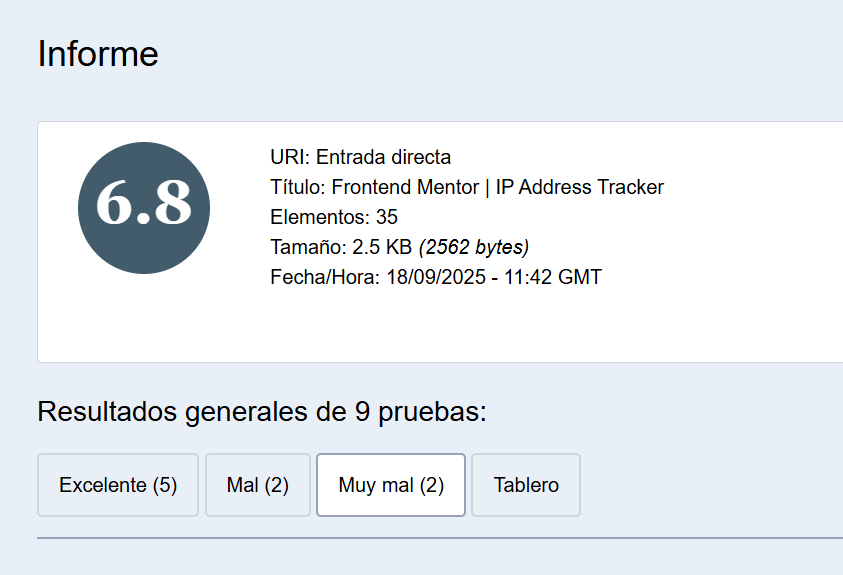 Informe
6.8
URI: Entrada directa
Título: Frontend Mentor | IP Address Tracker
Elementos: 35
Tamaño: 2.5 KB (2562 bytes)
Fecha/Hora: 18/09/2025 - 11:42 GMT
Resultados generales de 9 pruebas:
Excelente (5) Mal (2) Muy mal (2) Tablero